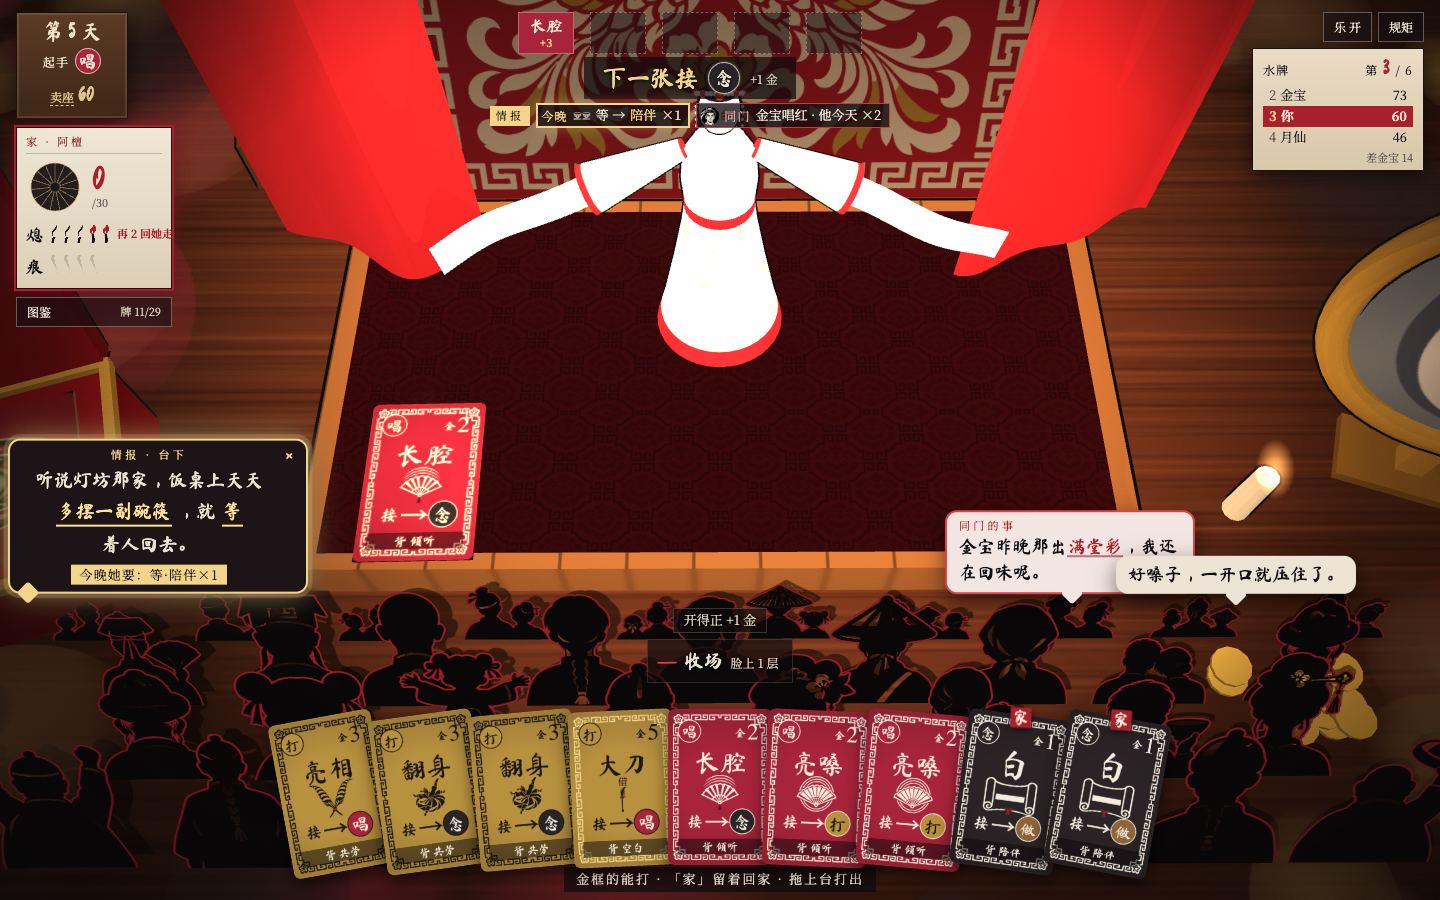 第 5 天
起手 唱
卖座 60
家 · 阿檀
0
/30
熄 再 2 回她走
痕
图鉴 牌 11/29
长腔
+3
下一张接 念 +1 金
情报 今晚 等 → 陪伴 ×1 同门 金宝唱红 · 他今天 ×2
乐开 规矩
水牌 第 3 / 6
2 金宝 73
3 你 60
4 月仙 46
差金宝 14
唱 金2
长腔
接 → 念
背 倾听
情报 · 台下 ×
听说灯坊那家，饭桌上天天
多摆一副碗筷，就 等
着人回去。
今晚她要：等·陪伴×1
同门的事
金宝昨晚那出满堂彩，我还
在回味呢。
好嗓子，一开口就压住了。
开得正 +1 金
收场 脸上 1 层
打 金3
亮相
接 → 唱
背 共劳
打 金3
翻身
接 → 念
背 共劳
打 金3
翻身
接 → 念
背 共劳
打 金5
大刀
借
接 → 唱
背 空白
唱 金2
长腔
接 → 念
背 倾听
唱 金2
亮嗓
接 → 打
背 倾听
唱 金2
亮嗓
接 → 打
背 倾听
家
念 金1
白
接 → 做
背 陪伴
家
念 金1
白
接 → 做
背 陪伴
金框的能打 · 「家」留着回家 · 拖上台打出